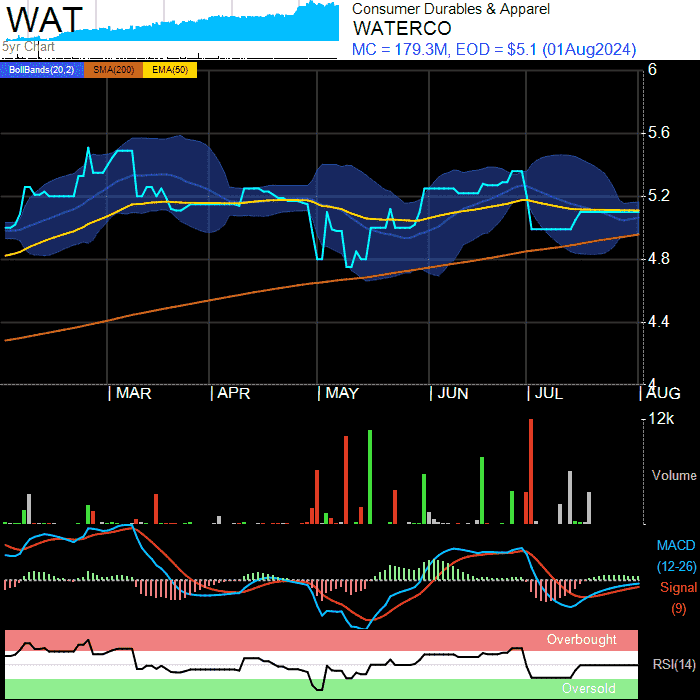 WAT
5yr Chart
Consumer Durables & Apparel
WATERCO
MC = 179.3M, EOD = $5.1 (01Aug2024)
BollBands(20,2) SMA(200) EMA(50)
6
5.6
5.2
4.8
4.4
4
MAR APR MAY JUN JUL AUG
12k
Volume
MACD
(12-26)
Signal
(9)
Overbought
RSI(14)
Oversold